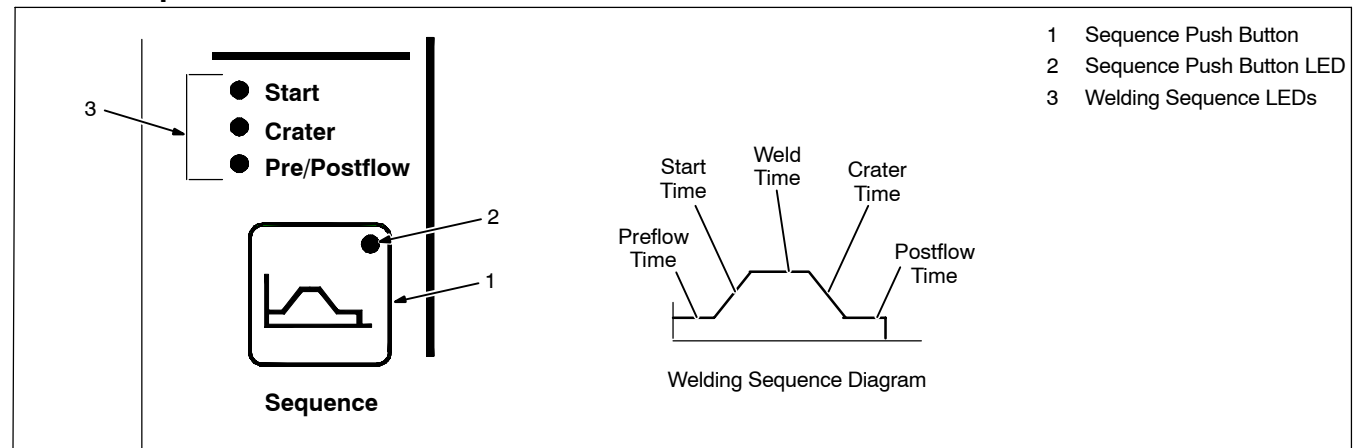 3
Start
Crater
Pre/Postflow
2
1
Sequence
Preflow
Time
Start
Time
Weld
Time
Crater
Time
Postflow
Time
Welding Sequence Diagram
1 Sequence Push Button
2 Sequence Push Button LED
3 Welding Sequence LEDs